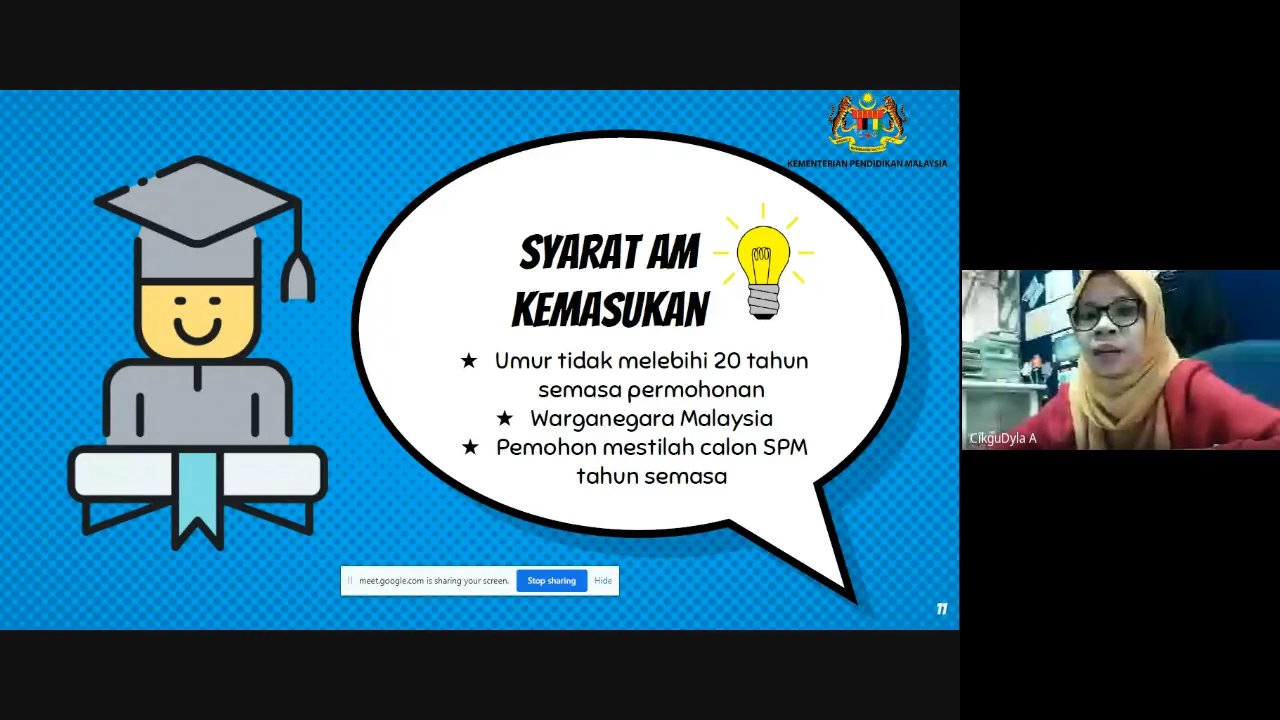 KEMENTERIAN PENDIDIKAN MALAYSIA
SYARAT AM
KEMASUKAN
★ Umur tidak melebihi 20 tahun
semasa permohonan
★ Warganegara Malaysia
★ Pemohon mestilah calon SPM
tahun semasa
meet.google.com is sharing your screen.
Stop sharing
Hide
11
CikguDyla A